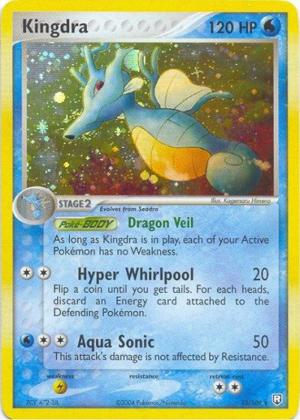 Kingdra 120 HP
Illus. Kagemaru Himeno
STAGE2
Evolves from Seadra
Poké-BODY Dragon Veil
As long as Kingdra is in play, each of your Active
Pokémon has no Weakness.
Hyper Whirlpool 20
Flip a coin until you get tails. For each heads,
discard an Energy card attached to the
Defending Pokémon.
Aqua Sonic 50
This attack's damage is not affected by Resistance.
weakness resistance retreat cost
©2004 Pokémon/Nintendo